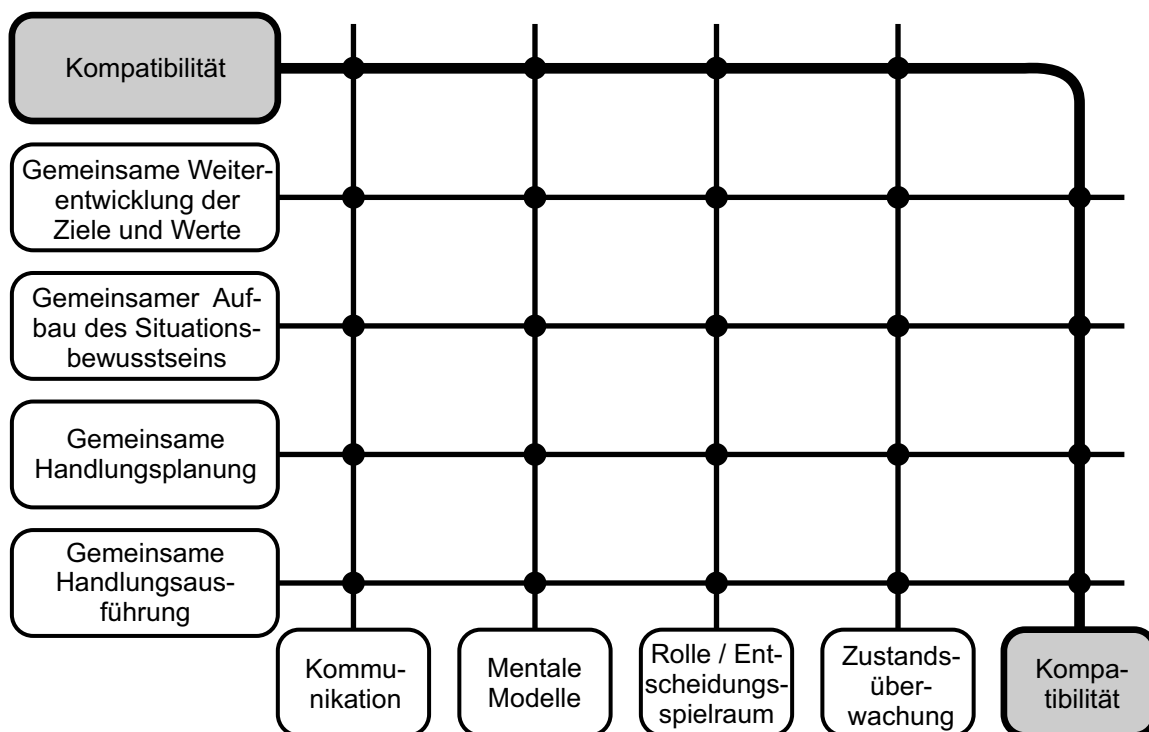 Kompatibilität
Gemeinsame Weiter-
entwicklung der
Ziele und Werte
Gemeinsamer Auf-
bau des Situations-
bewusstseins
Gemeinsame
Handlungsplanung
Gemeinsame
Handlungsaus-
führung
Kommu-
nikation
Mentale
Modelle
Rolle / Ent-
scheidungs-
spielraum
Zustands-
über-
wachung
Kompa-
tibilität